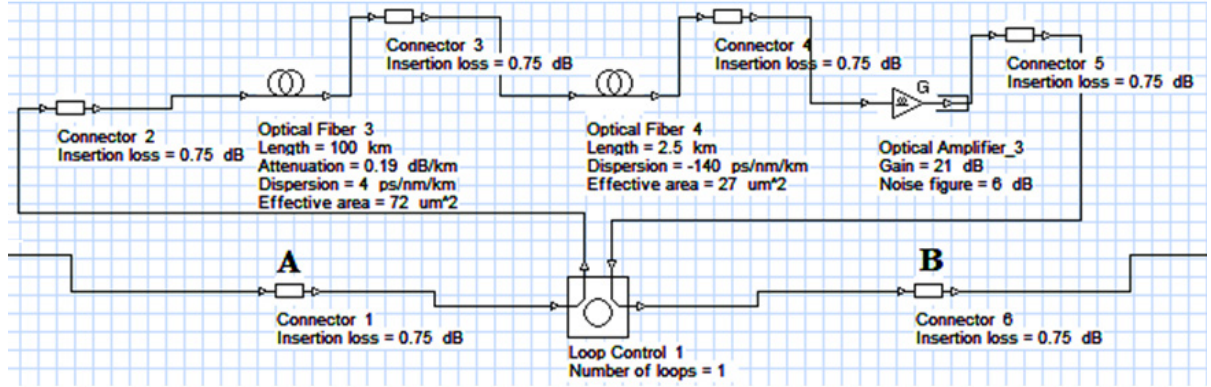 Connector 3
Insertion loss = 0.75 dB
Connector 4
Insertion loss = 0.75 dB
Connector 5
Insertion loss = 0.75 dB
G
Connector 2
Insertion loss = 0.75 dB
Optical Fiber 3
Length = 100 km
Attenuation = 0.19 dB/km
Dispersion = 4 ps/nm/km
Effective area = 72 um^2
Optical Fiber 4
Length = 2.5 km
Dispersion = -140 ps/nm/km
Effective area = 27 um^2
Optical Amplifier_3
Gain = 21 dB
Noise figure = 6 dB
A
Connector 1
Insertion loss = 0.75 dB
Loop Control 1
Number of loops = 1
B
Connector 6
Insertion loss = 0.75 dB